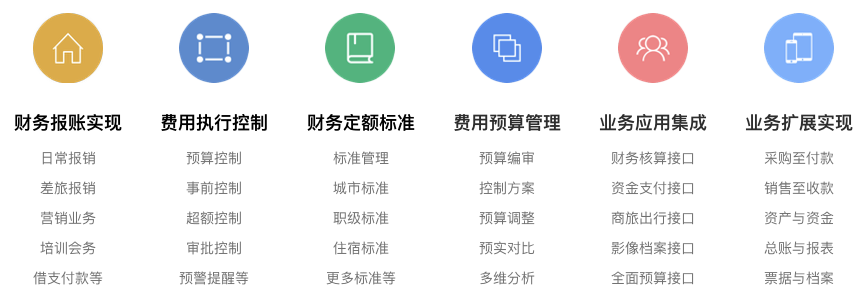 财务报账实现
日常报销
差旅报销
营销业务
培训会务
借支付款等
费用执行控制
预算控制
事前控制
超额控制
审批控制
预警提醒等
财务定额标准
标准管理
城市标准
职级标准
住宿标准
更多标准等
费用预算管理
预算编审
控制方案
预算调整
预实对比
多维分析
业务应用集成
财务核算接口
资金支付接口
商旅出行接口
影像档案接口
全面预算接口
业务扩展实现
采购至付款
销售至收款
资产与资金
总账与报表
票据与档案